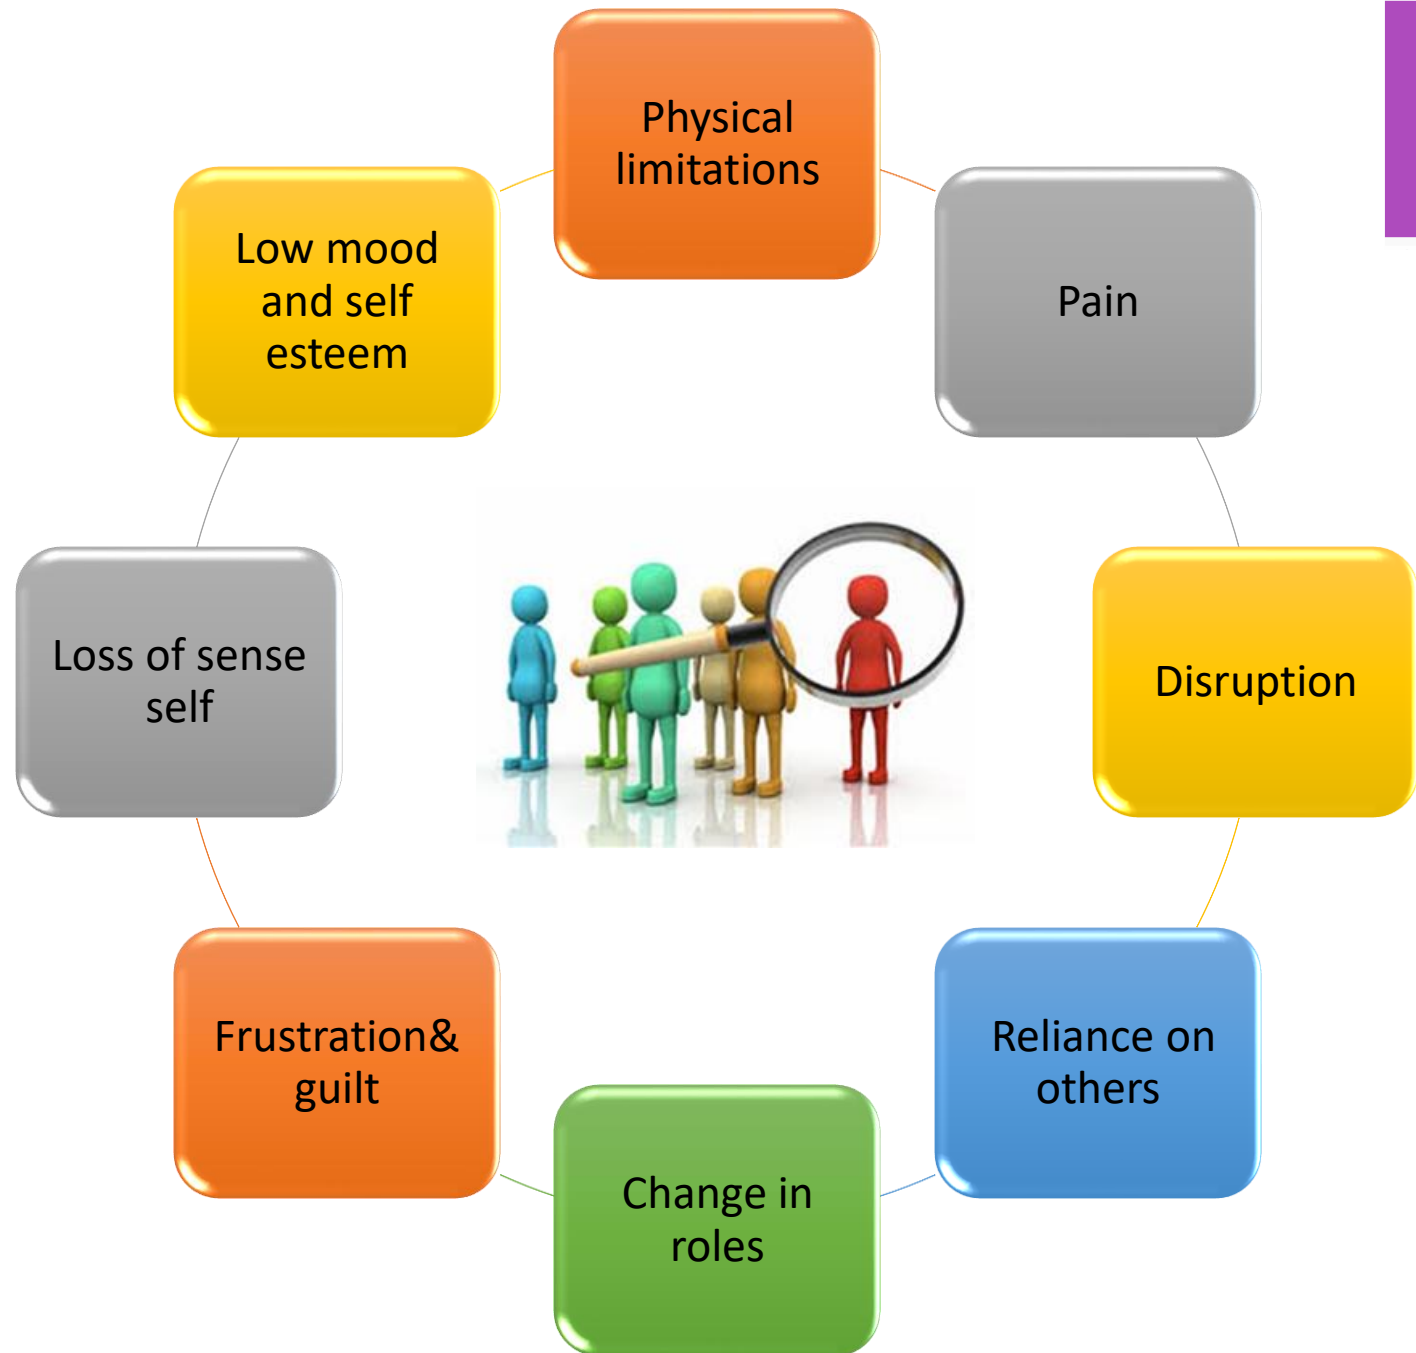 Physical
limitations
Pain
Disruption
Reliance on
others
Change in
roles
Frustration&
guilt
Loss of sense
self
Low mood
and self
esteem